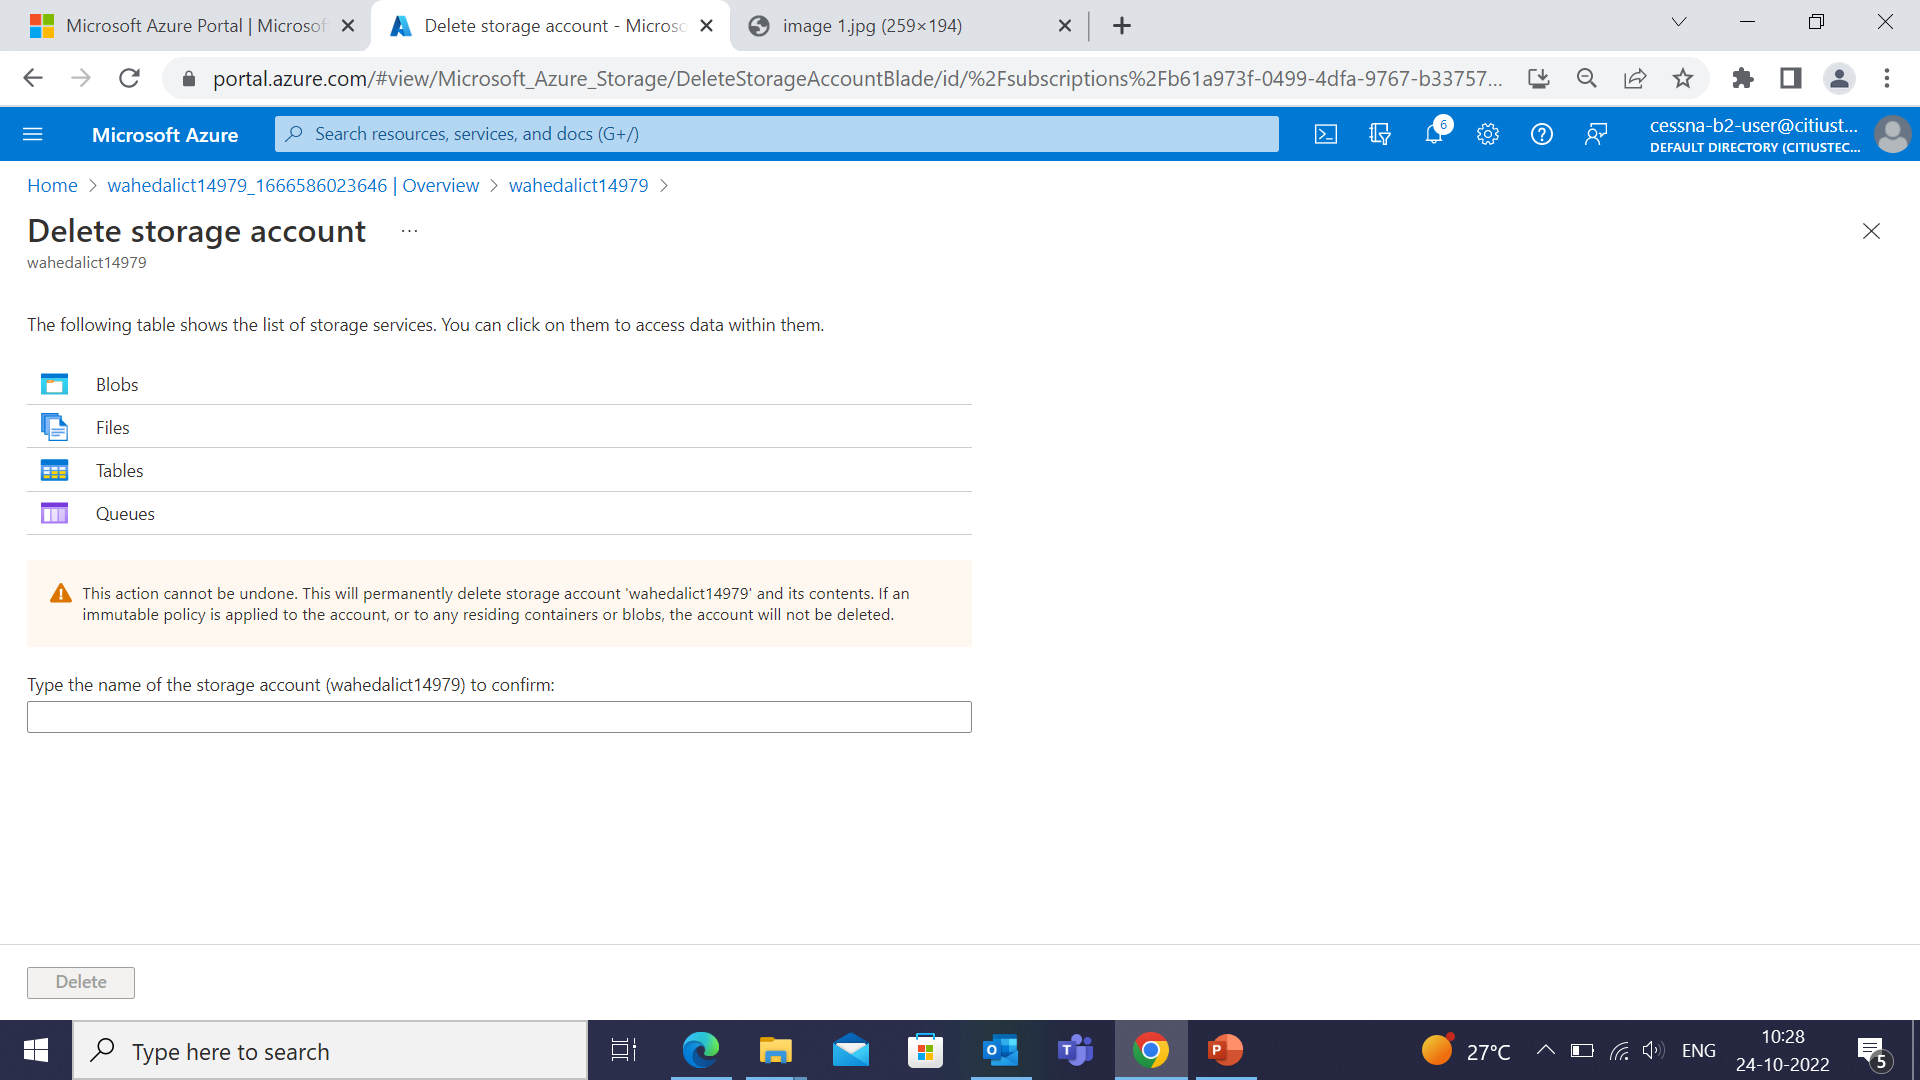 Microsoft Azure Portal | Microsof
Delete storage account - Microso
image 1.jpg (259×194)
portal.azure.com/#view/Microsoft_Azure_Storage/DeleteStorageAccountBlade/id/%2Fsubscriptions%2Fb61a973f-0499-4dfa-9767-b33757...
Microsoft Azure
Search resources, services, and docs (G+/)
6
cessna-b2-user@citiust...
DEFAULT DIRECTORY (CITIUSTEC...
Home > wahedalict14979_1666586023646 | Overview > wahedalict14979 >
Delete storage account ...
wahedalict14979
The following table shows the list of storage services. You can click on them to access data within them.
Blobs
Files
Tables
Queues
This action cannot be undone. This will permanently delete storage account 'wahedalict14979' and its contents. If an
immutable policy is applied to the account, or to any residing containers or blobs, the account will not be deleted.
Type the name of the storage account (wahedalict14979) to confirm:
Delete
Type here to search
27°C
ENG
10:28
24-10-2022
5